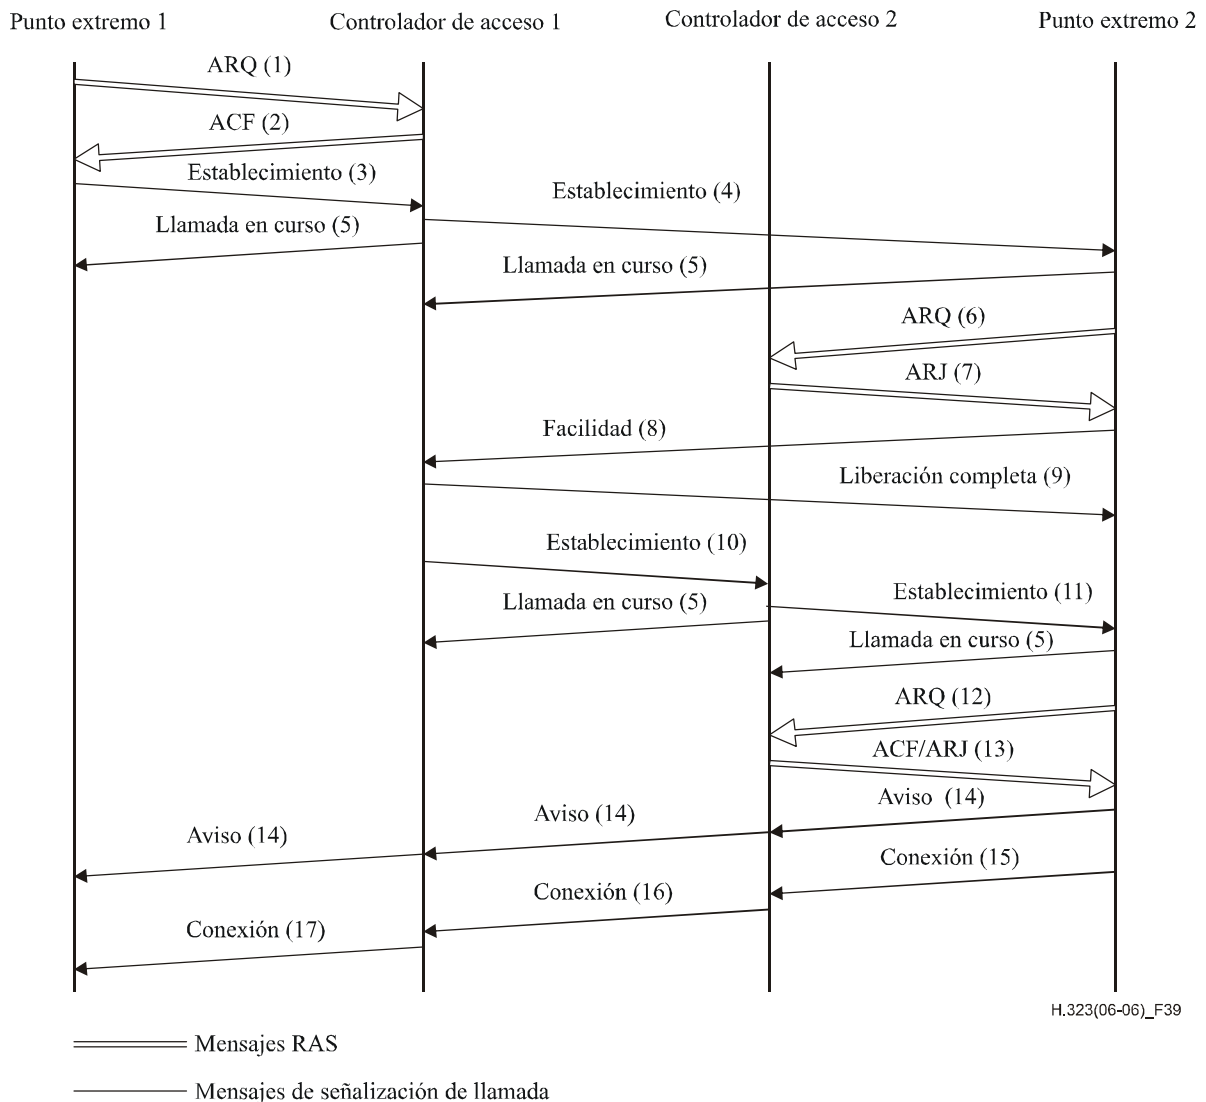 Punto extremo 1
Controlador de acceso 1
Controlador de acceso 2
Punto extremo 2
ARQ (1)
ACF (2)
Establecimiento (3)
Establecimiento (4)
Llamada en curso (5)
Llamada en curso (5)
ARQ (6)
ARJ (7)
Facilidad (8)
Liberación completa (9)
Establecimiento (10)
Establecimiento (11)
Llamada en curso (5)
Llamada en curso (5)
ARQ (12)
ACF/ARJ (13)
Aviso (14)
Aviso (14)
Aviso (14)
Conexión (15)
Conexión (16)
Conexión (17)
H.323(06-06)_F39
Mensajes RAS
Mensajes de señalización de llamada